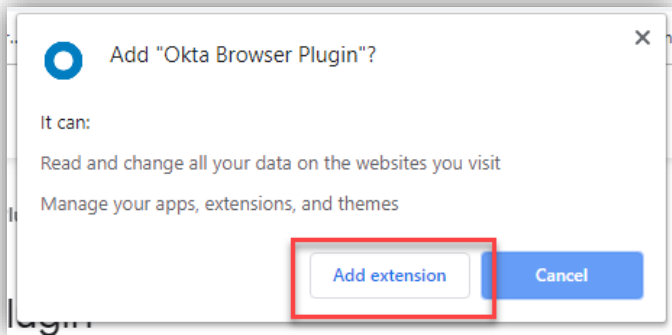 Add "Okta Browser Plugin"?
It can:
Read and change all your data on the websites you visit
Manage your apps, extensions, and themes
Add extension
Cancel